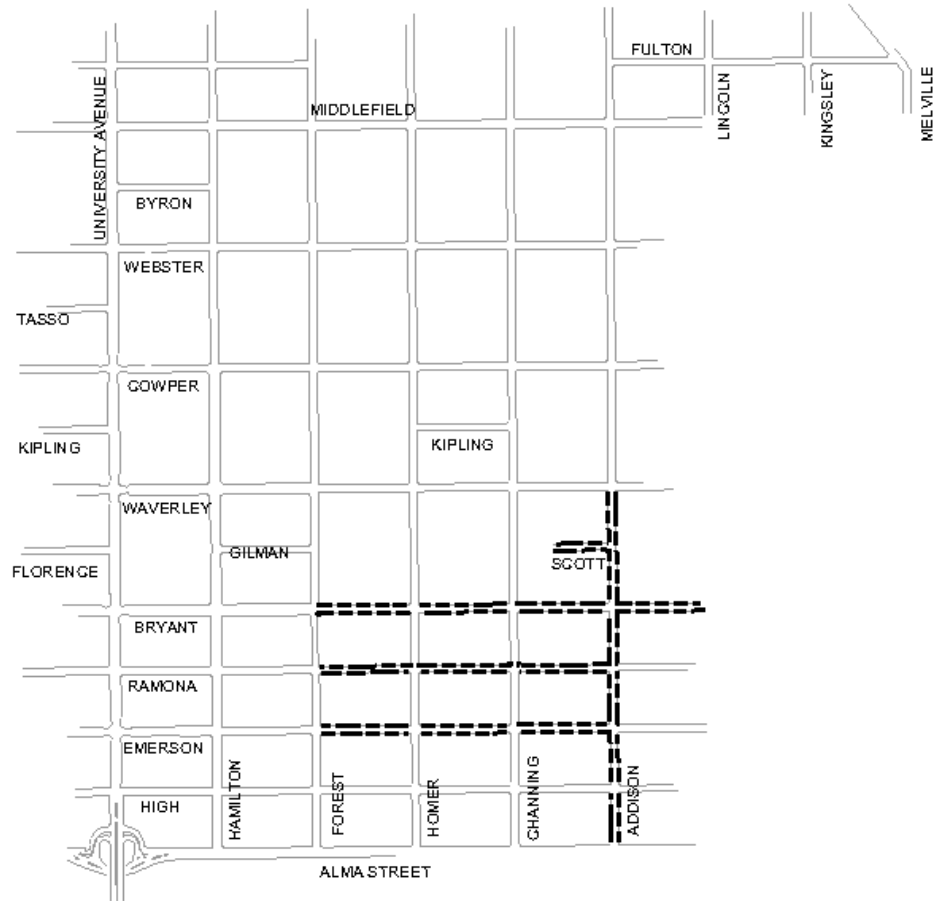 FULTON
UNIVERSITY AVENUE
LINCOLN
KINGSLEY
MELVILLE
MIDDLEFIELD
BYRON
WEBSTER
TASSO
COWPER
KIPLING
KIPLING
WAVERLEY
GILMAN
FLORENCE
SCOTT
BRYANT
RAMONA
EMERSON
HIGH
HAMILTON
FOREST
HOMER
CHANNING
ADDISON
ALMA STREET